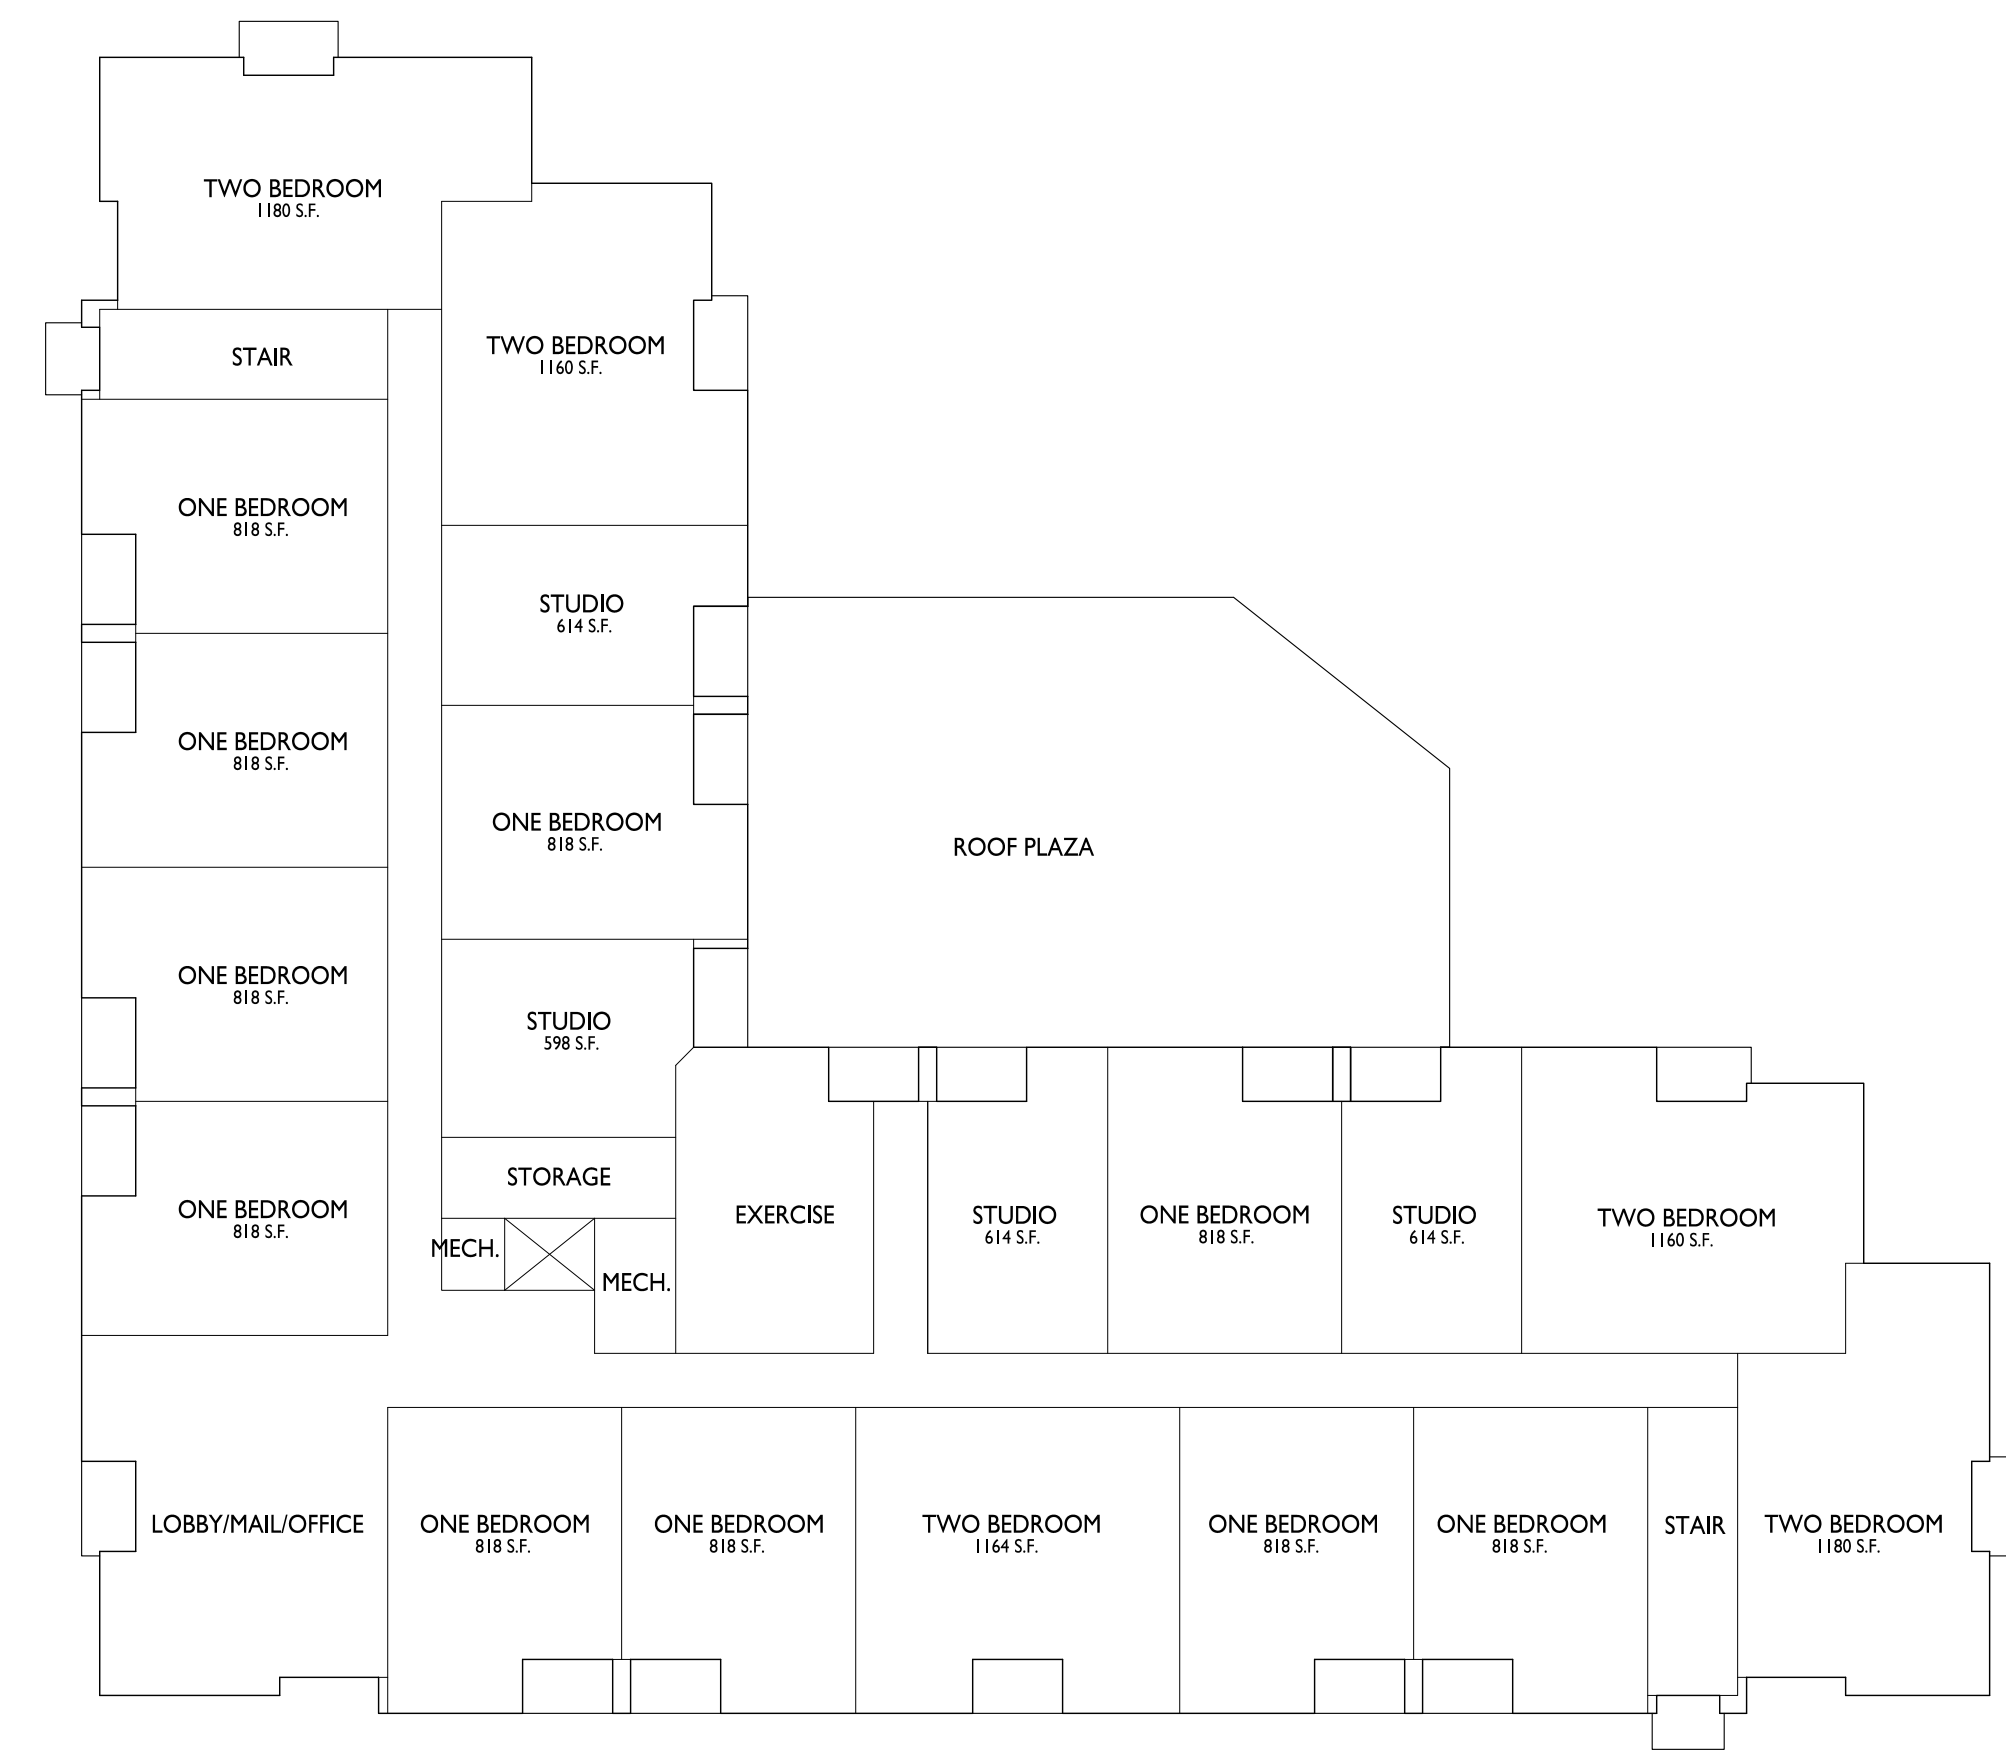 TWO BEDROOM
1180 S.F.
TWO BEDROOM
1160 S.F.
STAIR
ONE BEDROOM
818 S.F.
STUDIO
614 S.F.
ONE BEDROOM
818 S.F.
ONE BEDROOM
818 S.F.
ROOF PLAZA
ONE BEDROOM
818 S.F.
STUDIO
598 S.F.
STORAGE
ONE BEDROOM
818 S.F.
MECH.
MECH.
EXERCISE
STUDIO
614 S.F.
ONE BEDROOM
818 S.F.
STUDIO
614 S.F.
TWO BEDROOM
1160 S.F.
LOBBY/MAIL/OFFICE
ONE BEDROOM
818 S.F.
ONE BEDROOM
818 S.F.
TWO BEDROOM
1164 S.F.
ONE BEDROOM
818 S.F.
ONE BEDROOM
818 S.F.
STAIR
TWO BEDROOM
1180 S.F.